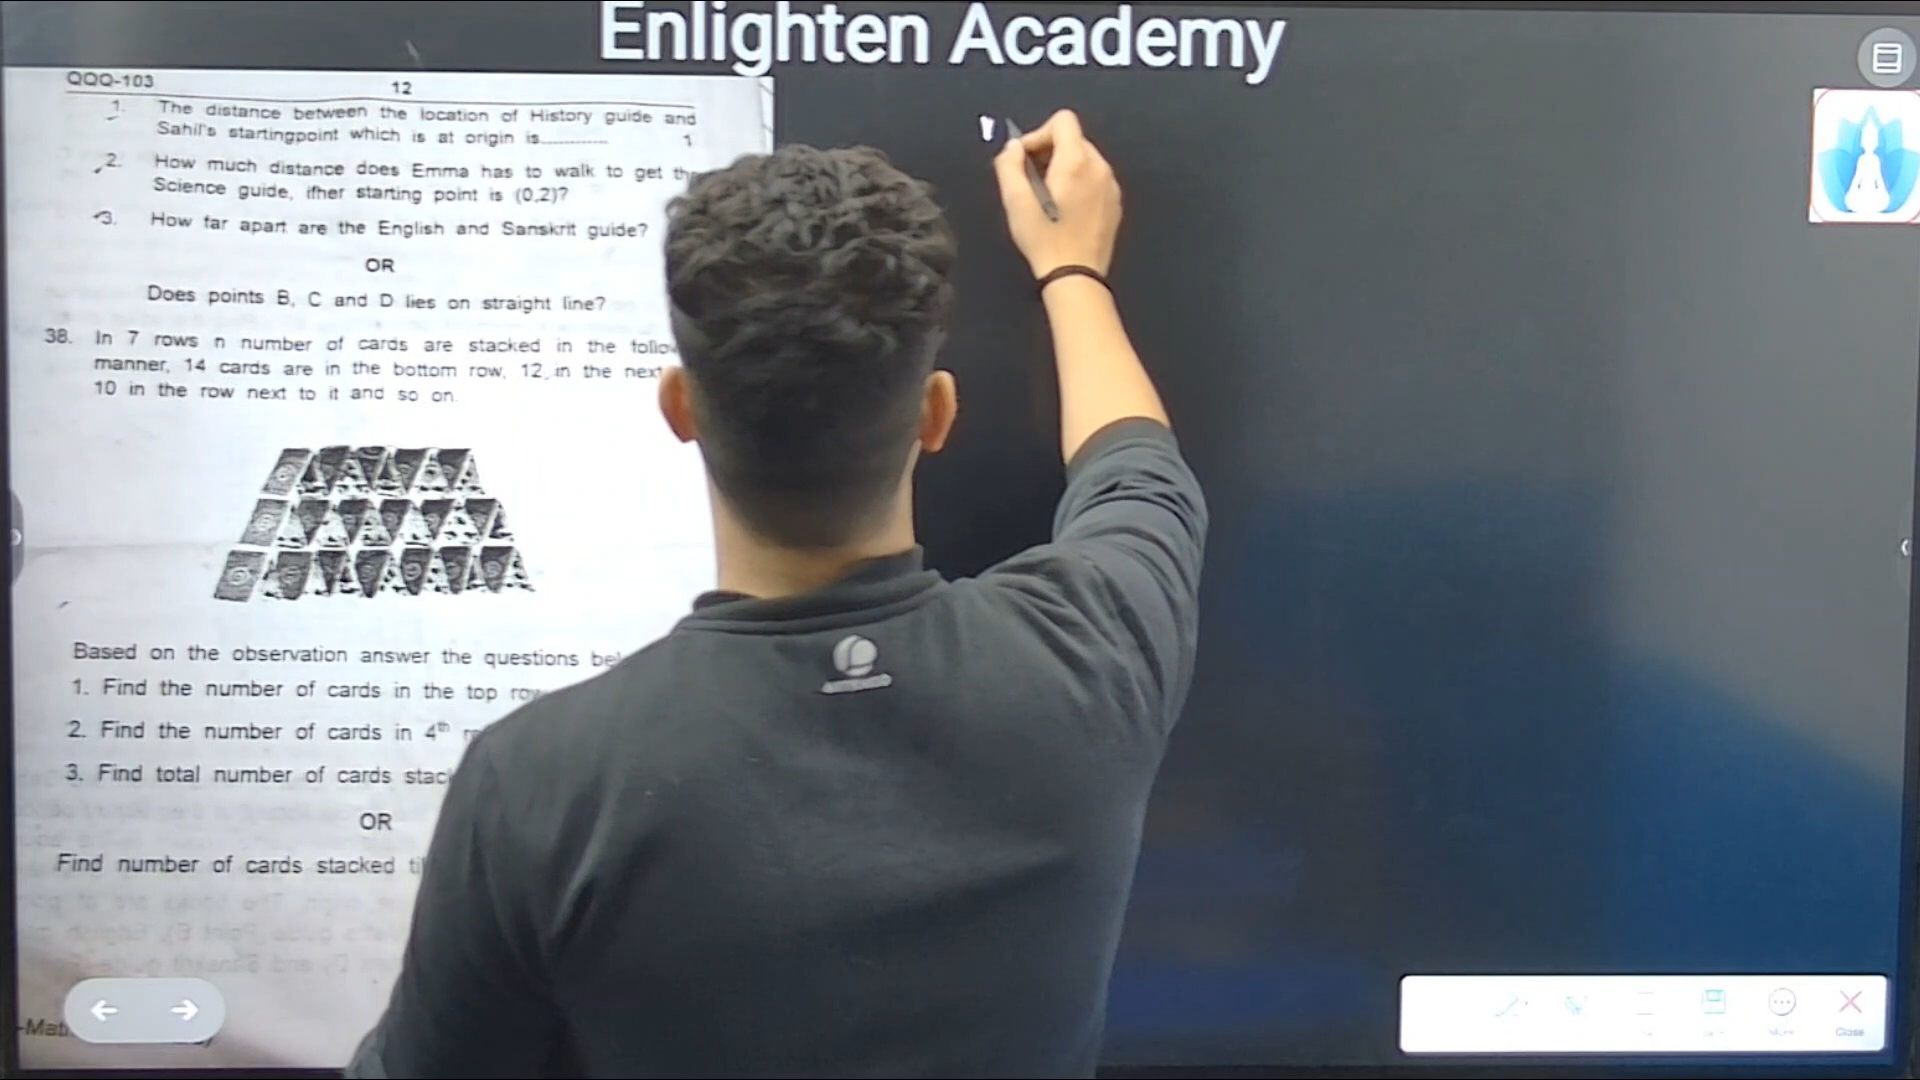 Enlighten Academy
QQQ-103
12
1. The distance between the location of History guide and
Sahil's startingpoint which is at origin is............. 1
2. How much distance does Emma has to walk to get the
Science guide, ifher starting point is (0,2)?
3. How far apart are the English and Sanskrit guide?
OR
Does points B, C and D lies on straight line?
38. In 7 rows n number of cards are stacked in the
manner, 14 cards are in the bottom row, 12 in the next
10 in the row next to it and so on.
Based on the observation answer the questions
1. Find the number of cards in the top
2. Find the number of cards in 4th
3. Find total number of cards
OR
Find number of cards stacked
Close